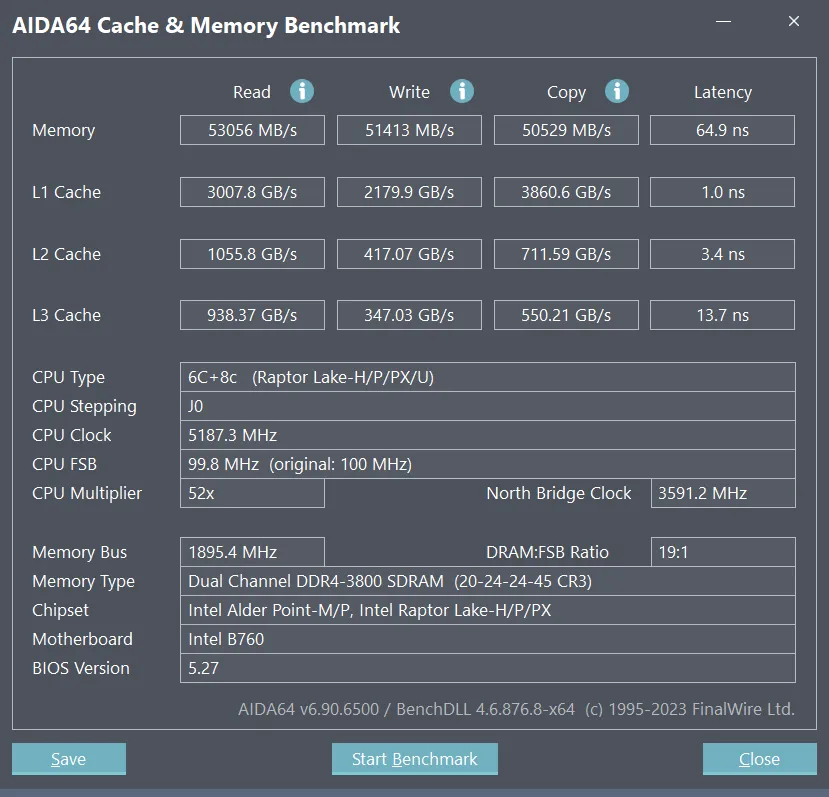 AIDA64 Cache & Memory Benchmark
Read Write Copy Latency
Memory 53056 MB/s 51413 MB/s 50529 MB/s 64.9 ns
L1 Cache 3007.8 GB/s 2179.9 GB/s 3860.6 GB/s 1.0 ns
L2 Cache 1055.8 GB/s 417.07 GB/s 711.59 GB/s 3.4 ns
L3 Cache 938.37 GB/s 347.03 GB/s 550.21 GB/s 13.7 ns
CPU Type 6C+8c (Raptor Lake-H/P/PX/U)
CPU Stepping J0
CPU Clock 5187.3 MHz
CPU FSB 99.8 MHz (original: 100 MHz)
CPU Multiplier 52x North Bridge Clock 3591.2 MHz
Memory Bus 1895.4 MHz DRAM:FSB Ratio 19:1
Memory Type Dual Channel DDR4-3800 SDRAM (20-24-24-45 CR3)
Chipset Intel Alder Point-M/P, Intel Raptor Lake-H/P/PX
Motherboard Intel B760
BIOS Version 5.27
AIDA64 v6.90.6500 / BenchDLL 4.6.876.8-x64 (c) 1995-2023 FinalWire Ltd.
Save Start Benchmark Close